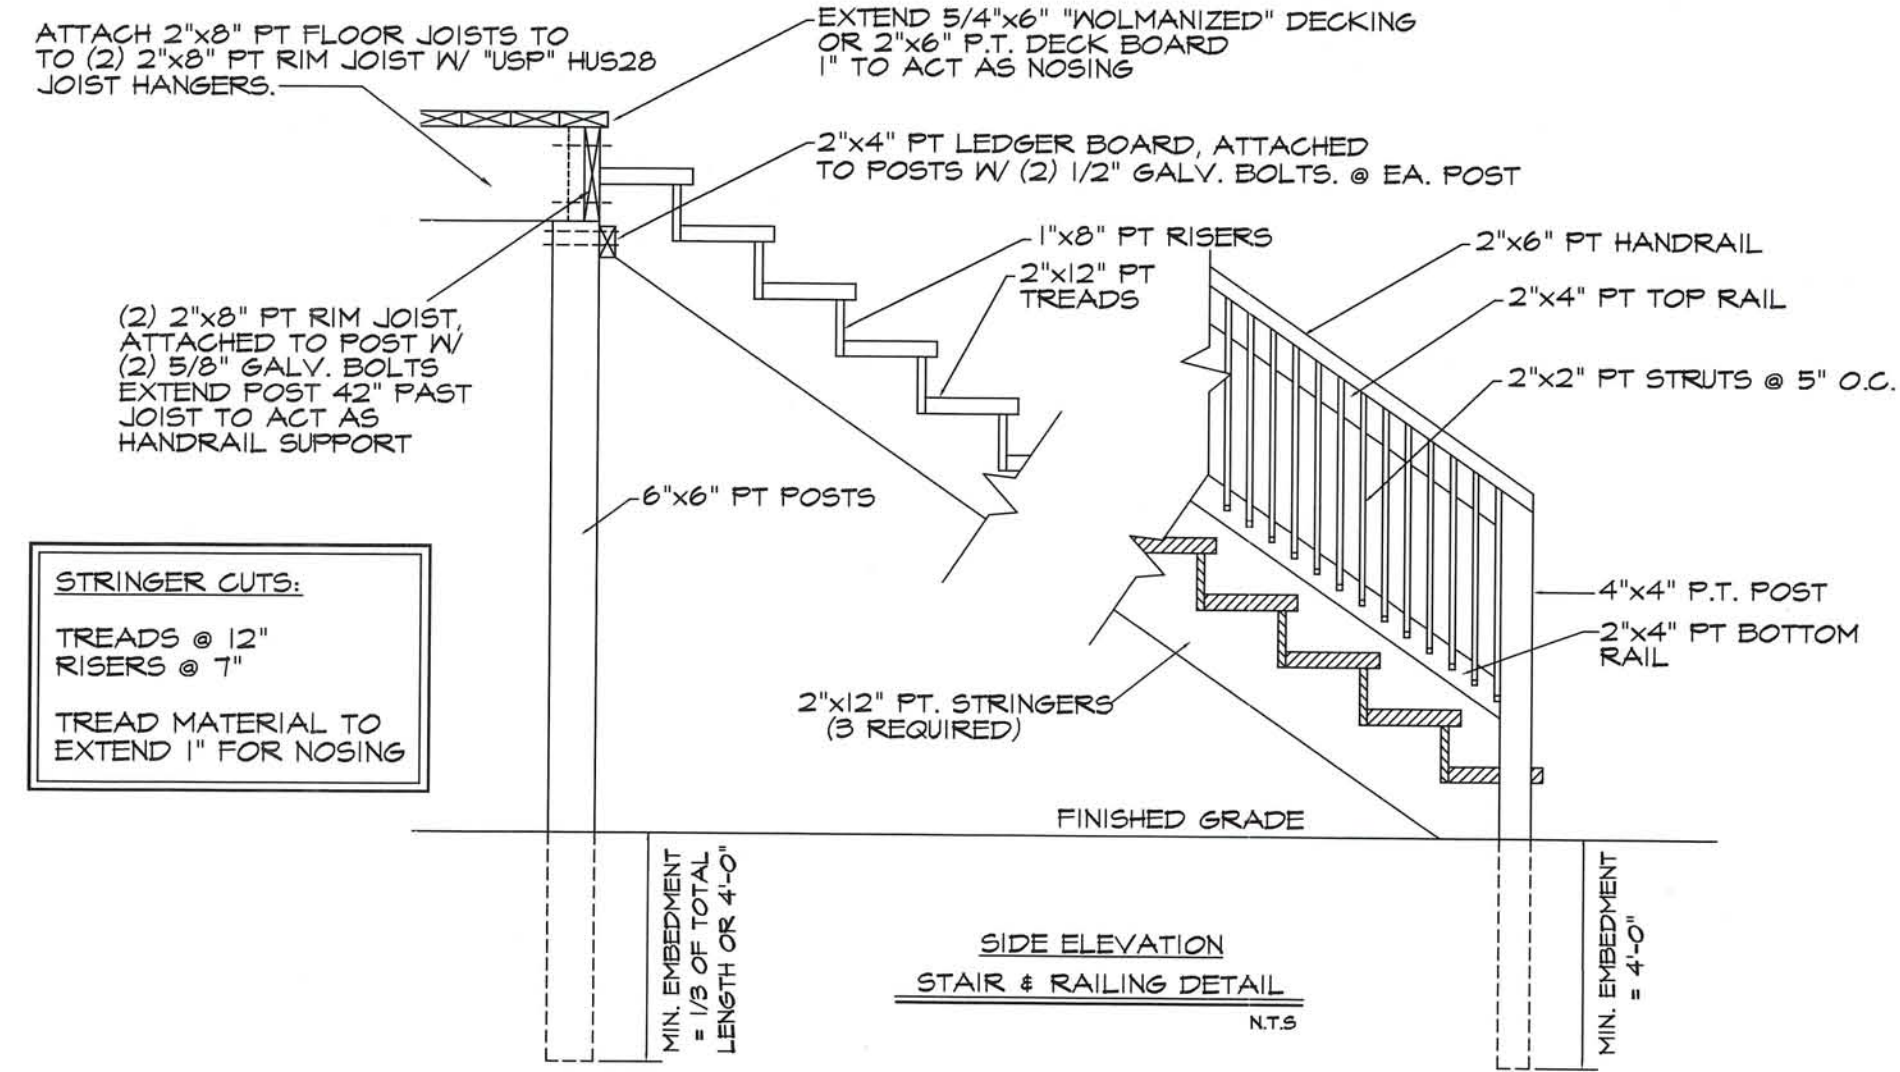 ATTACH 2"x8" PT FLOOR JOISTS TO
TO (2) 2"x8" PT RIM JOIST W/ "USP" HUS28
JOIST HANGERS.
EXTEND 5/4"x6" "WOLMANIZED" DECKING
OR 2"x6" P.T. DECK BOARD
1" TO ACT AS NOSING
2"x4" PT LEDGER BOARD, ATTACHED
TO POSTS W/ (2) 1/2" GALV. BOLTS. @ EA. POST
1"x8" PT RISERS
2"x12" PT
TREADS
2"x6" PT HANDRAIL
2"x4" PT TOP RAIL
2"x2" PT STRUTS @ 5" O.C.
(2) 2"x8" PT RIM JOIST,
ATTACHED TO POST W/
(2) 5/8" GALV. BOLTS
EXTEND POST 42" PAST
JOIST TO ACT AS
HANDRAIL SUPPORT
6"x6" PT POSTS
STRINGER CUTS:
TREADS @ 12"
RISERS @ 7"
TREAD MATERIAL TO
EXTEND 1" FOR NOSING
4"x4" P.T. POST
2"x4" PT BOTTOM
RAIL
2"x12" PT. STRINGERS
(3 REQUIRED)
FINISHED GRADE
MIN. EMBEDMENT
= 1/3 OF TOTAL
LENGTH OR 4'-0"
MIN. EMBEDMENT
= 4'-0"
SIDE ELEVATION
STAIR & RAILING DETAIL
N.T.S